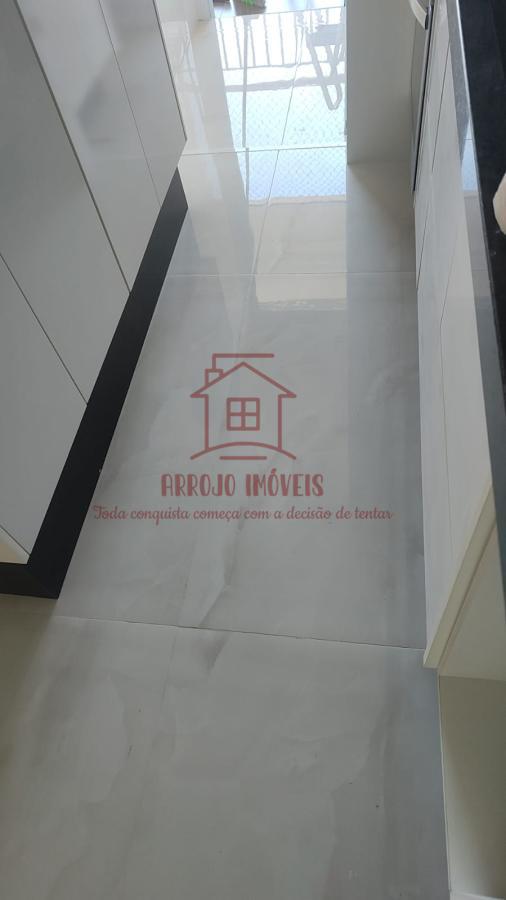 ARROJO IMÓVEIS
Toda conquista começa com a decisão de tentar